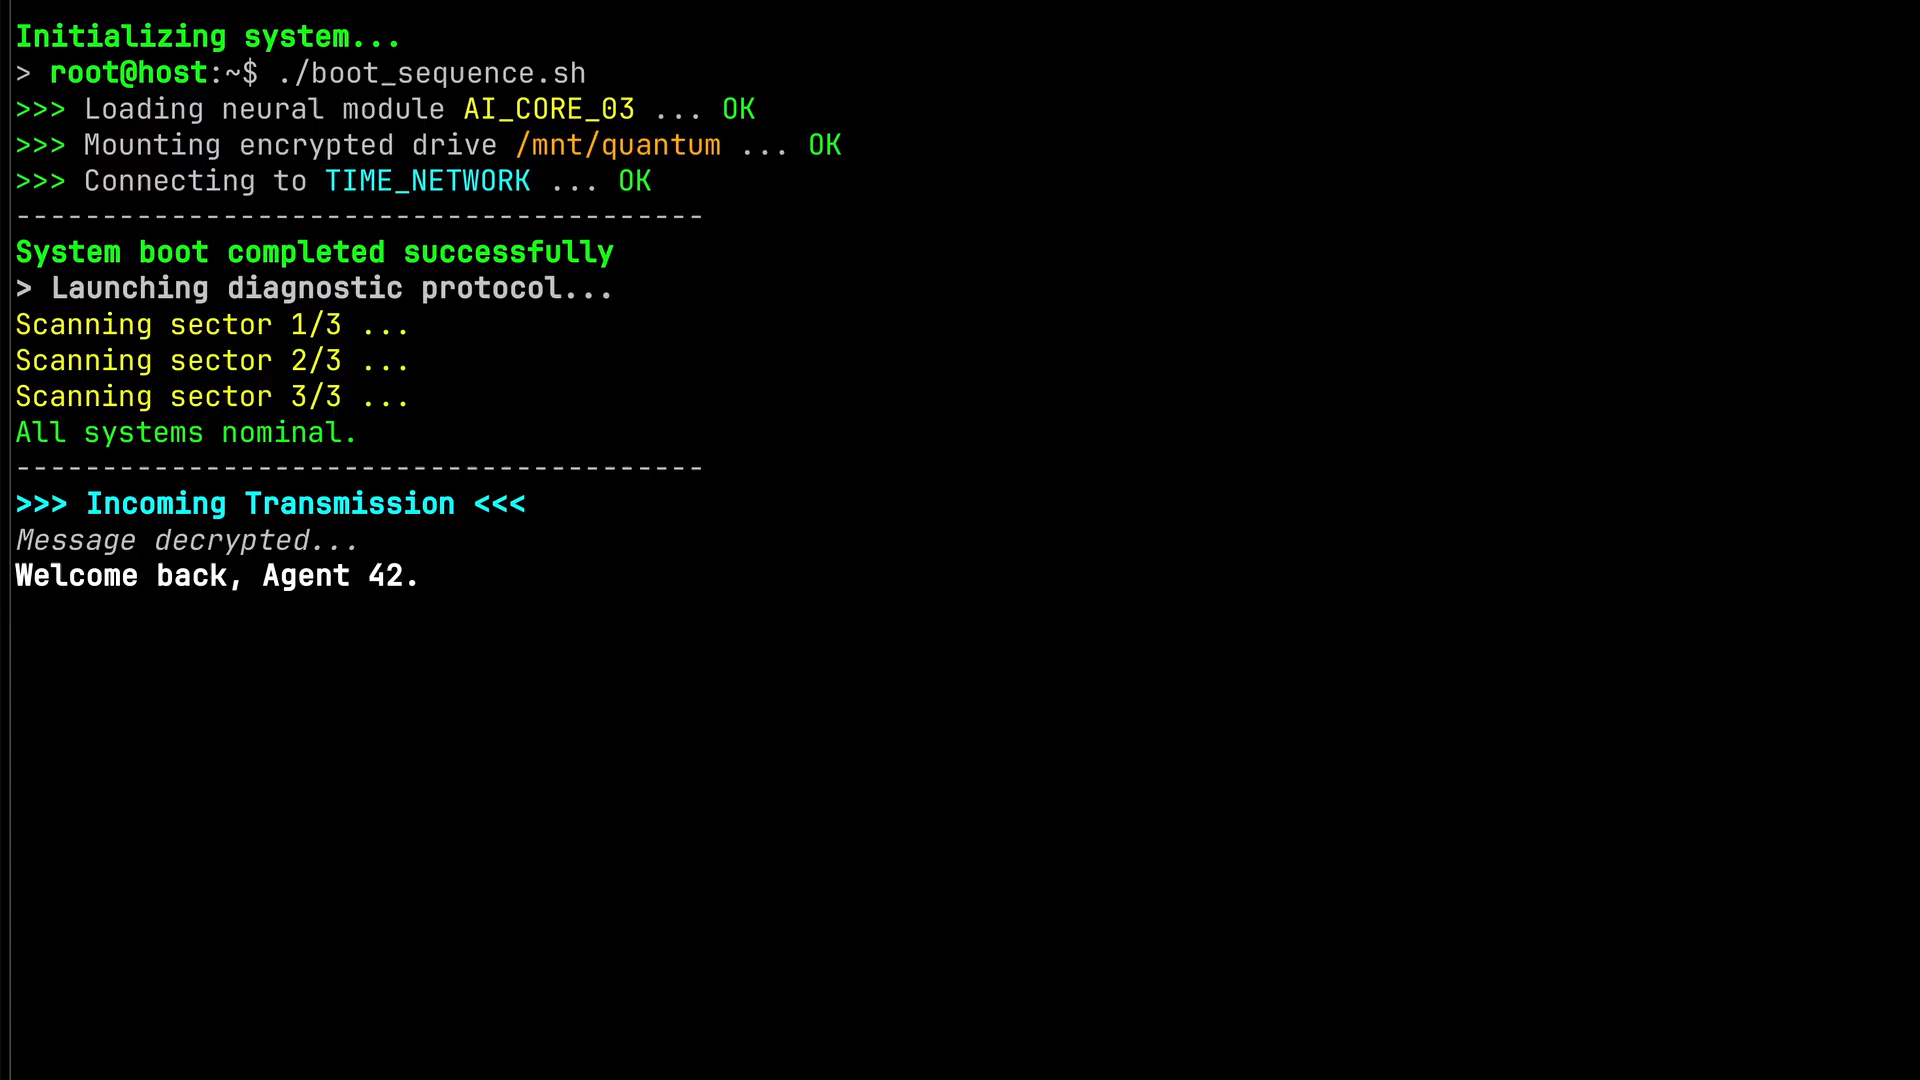 Initializing system...
> root@host:~$ ./boot_sequence.sh
>>> Loading neural module AI_CORE_03 ... OK
>>> Mounting encrypted drive /mnt/quantum ... OK
>>> Connecting to TIME_NETWORK ... OK
----------------------------------------
System boot completed successfully
> Launching diagnostic protocol...
Scanning sector 1/3 ...
Scanning sector 2/3 ...
Scanning sector 3/3 ...
All systems nominal.
----------------------------------------
>>> Incoming Transmission <<<
Message decrypted...
Welcome back, Agent 42.